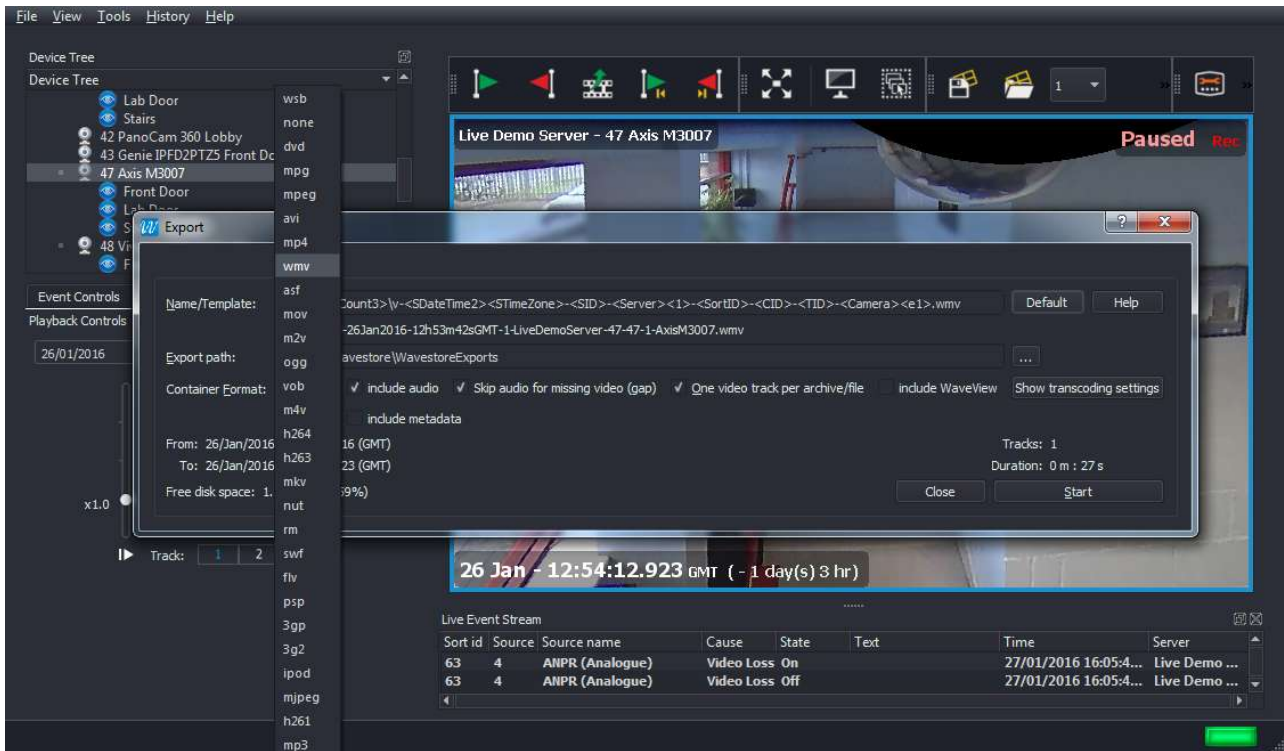 File View Tools History Help
Device Tree
Device Tree
Lab Door
Stairs
42 PanoCam 360 Lobby
43 Genie IPFD2PTZ5 Front Do
47 Axis M3007
Front Door
48 Vi
Event Controls
Playback Controls
26/01/2016
x1.0
Track: 1 2
wsb
none
dvd
mpg
mpeg
avi
mp4
wmv
asf
mov
m2v
ogg
vob
m4v
h264
h263
mkv
nut
rm
swf
flv
psp
3gp
3g2
ipod
mjpeg
h261
mp3
1
Live Demo Server - 47 Axis M3007
Paused Rec
Export
? X
Name/Template: Count3>\v-<SDateTime2><STimeZone>-<SID>-<Server><1>-<SortID>-<CID>-<TID>-<Camera><e1>.wmv Default Help
-26Jan2016-12h53m42sGMT-1-LiveDemoServer-47-47-1-AxisM3007.wmv
Export path: avestore\WavestoreExports ...
Container Format: include audio Skip audio for missing video (gap) One video track per archive/file include WaveView Show transcoding settings
include metadata
From: 26/Jan/2016 16 (GMT) Tracks: 1
To: 26/Jan/2016 23 (GMT) Duration: 0 m : 27 s
Free disk space: 1. 59%) Close Start
26 Jan - 12:54:12.923 GMT ( - 1 day(s) 3 hr)
Live Event Stream
Sort id Source Source name Cause State Text Time Server
63 4 ANPR (Analogue) Video Loss On 27/01/2016 16:05:4... Live Demo ...
63 4 ANPR (Analogue) Video Loss Off 27/01/2016 16:05:4... Live Demo ...